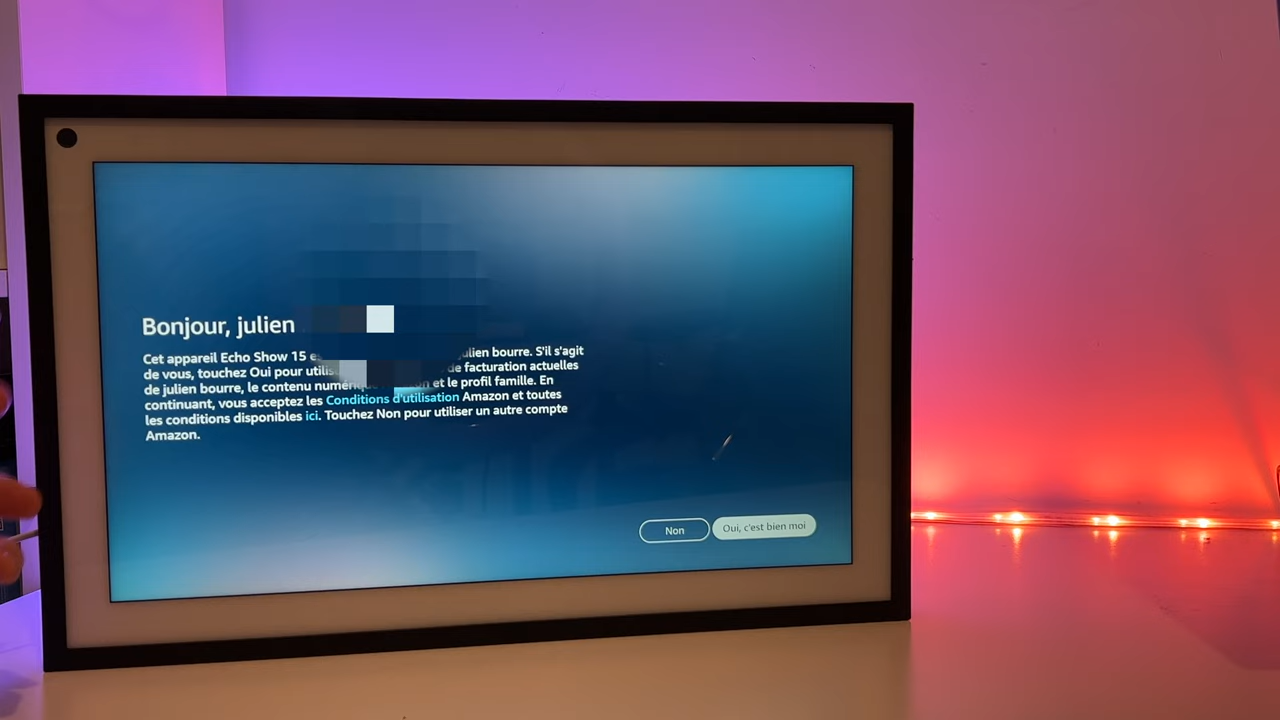 Bonjour, julien
Cet appareil Echo Show 15 julien bourre. S'il s'agit
de vous, touchez Oui pour de facturation actuelles
de julien bourre, le contenu et le profil famille. En
continuant, vous acceptez les Conditions d'utilisation Amazon et toutes
les conditions disponibles ici. Touchez Non pour utiliser un autre compte
Amazon.
Non
Oui, c'est bien moi